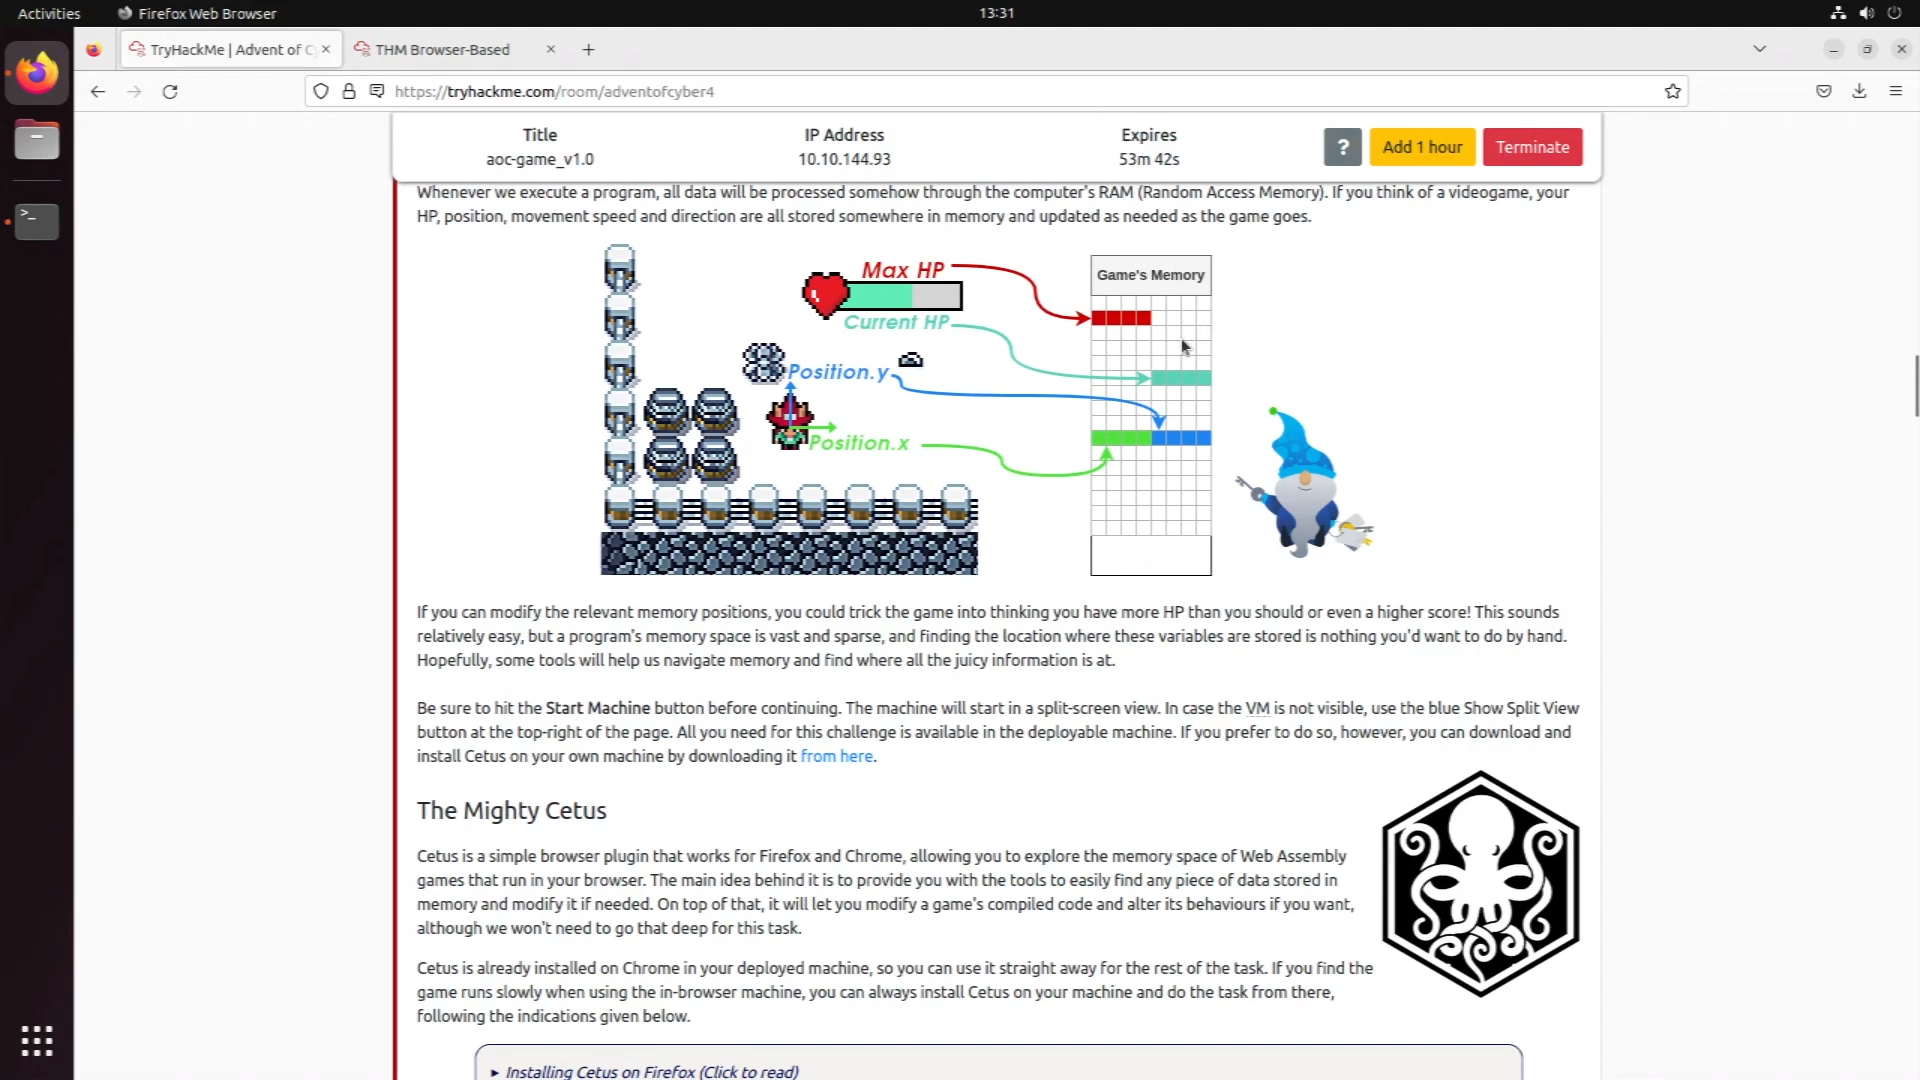 Activities
Firefox Web Browser
13:31
TryHackMe | Advent of Cy
THM Browser-Based
https://tryhackme.com/room/adventofcyber4
Title
IP Address
Expires
aoc-game_v1.0
10.10.144.93
53m 42s
?
Add 1 hour
Terminate
Whenever we execute a program, all data will be processed somehow through the computer's RAM (Random Access Memory). If you think of a videogame, your
HP, position, movement speed and direction are all stored somewhere in memory and updated as needed as the game goes.
Max HP
Game's Memory
Current HP
Position.y
Position.x
If you can modify the relevant memory positions, you could trick the game into thinking you have more HP than you should or even a higher score! This sounds
relatively easy, but a program's memory space is vast and sparse, and finding the location where these variables are stored is nothing you'd want to do by hand.
Hopefully, some tools will help us navigate memory and find where all the juicy information is at.
Be sure to hit the Start Machine button before continuing. The machine will start in a split-screen view. In case the VM is not visible, use the blue Show Split View
button at the top-right of the page. All you need for this challenge is available in the deployable machine. If you prefer to do so, however, you can download and
install Cetus on your own machine by downloading it from here.
The Mighty Cetus
Cetus is a simple browser plugin that works for Firefox and Chrome, allowing you to explore the memory space of Web Assembly
games that run in your browser. The main idea behind it is to provide you with the tools to easily find any piece of data stored in
memory and modify it if needed. On top of that, it will let you modify a game's compiled code and alter its behaviours if you want,
although we won't need to go that deep for this task.
Cetus is already installed on Chrome in your deployed machine, so you can use it straight away for the rest of the task. If you find the
game runs slowly when using the in-browser machine, you can always install Cetus on your machine and do the task from there,
following the indications given below.
► Installing Cetus on Firefox (Click to read)